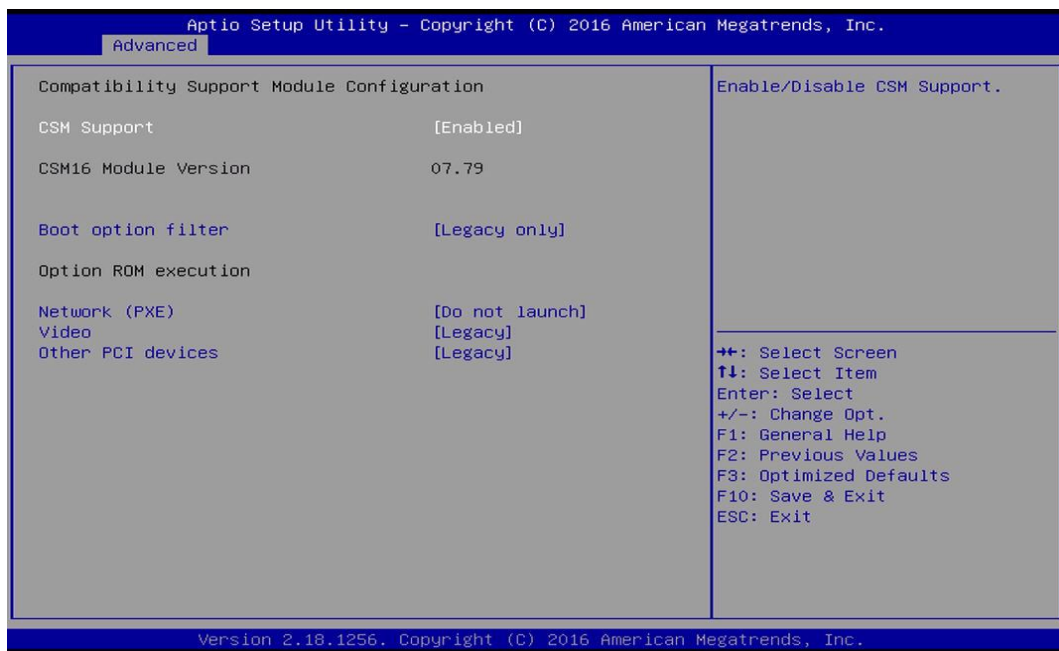 Aptio Setup Utility – Copyright (C) 2016 American Megatrends, Inc.
Advanced
Compatibility Support Module Configuration
CSM Support [Enabled]
CSM16 Module Version 07.79
Boot option filter [Legacy only]
Option ROM execution
Network (PXE) [Do not launch]
Video [Legacy]
Other PCI devices [Legacy]
Enable/Disable CSM Support.
→←: Select Screen
↑↓: Select Item
Enter: Select
+/-: Change Opt.
F1: General Help
F2: Previous Values
F3: Optimized Defaults
F10: Save & Exit
ESC: Exit
Version 2.18.1256. Copyright (C) 2016 American Megatrends, Inc.